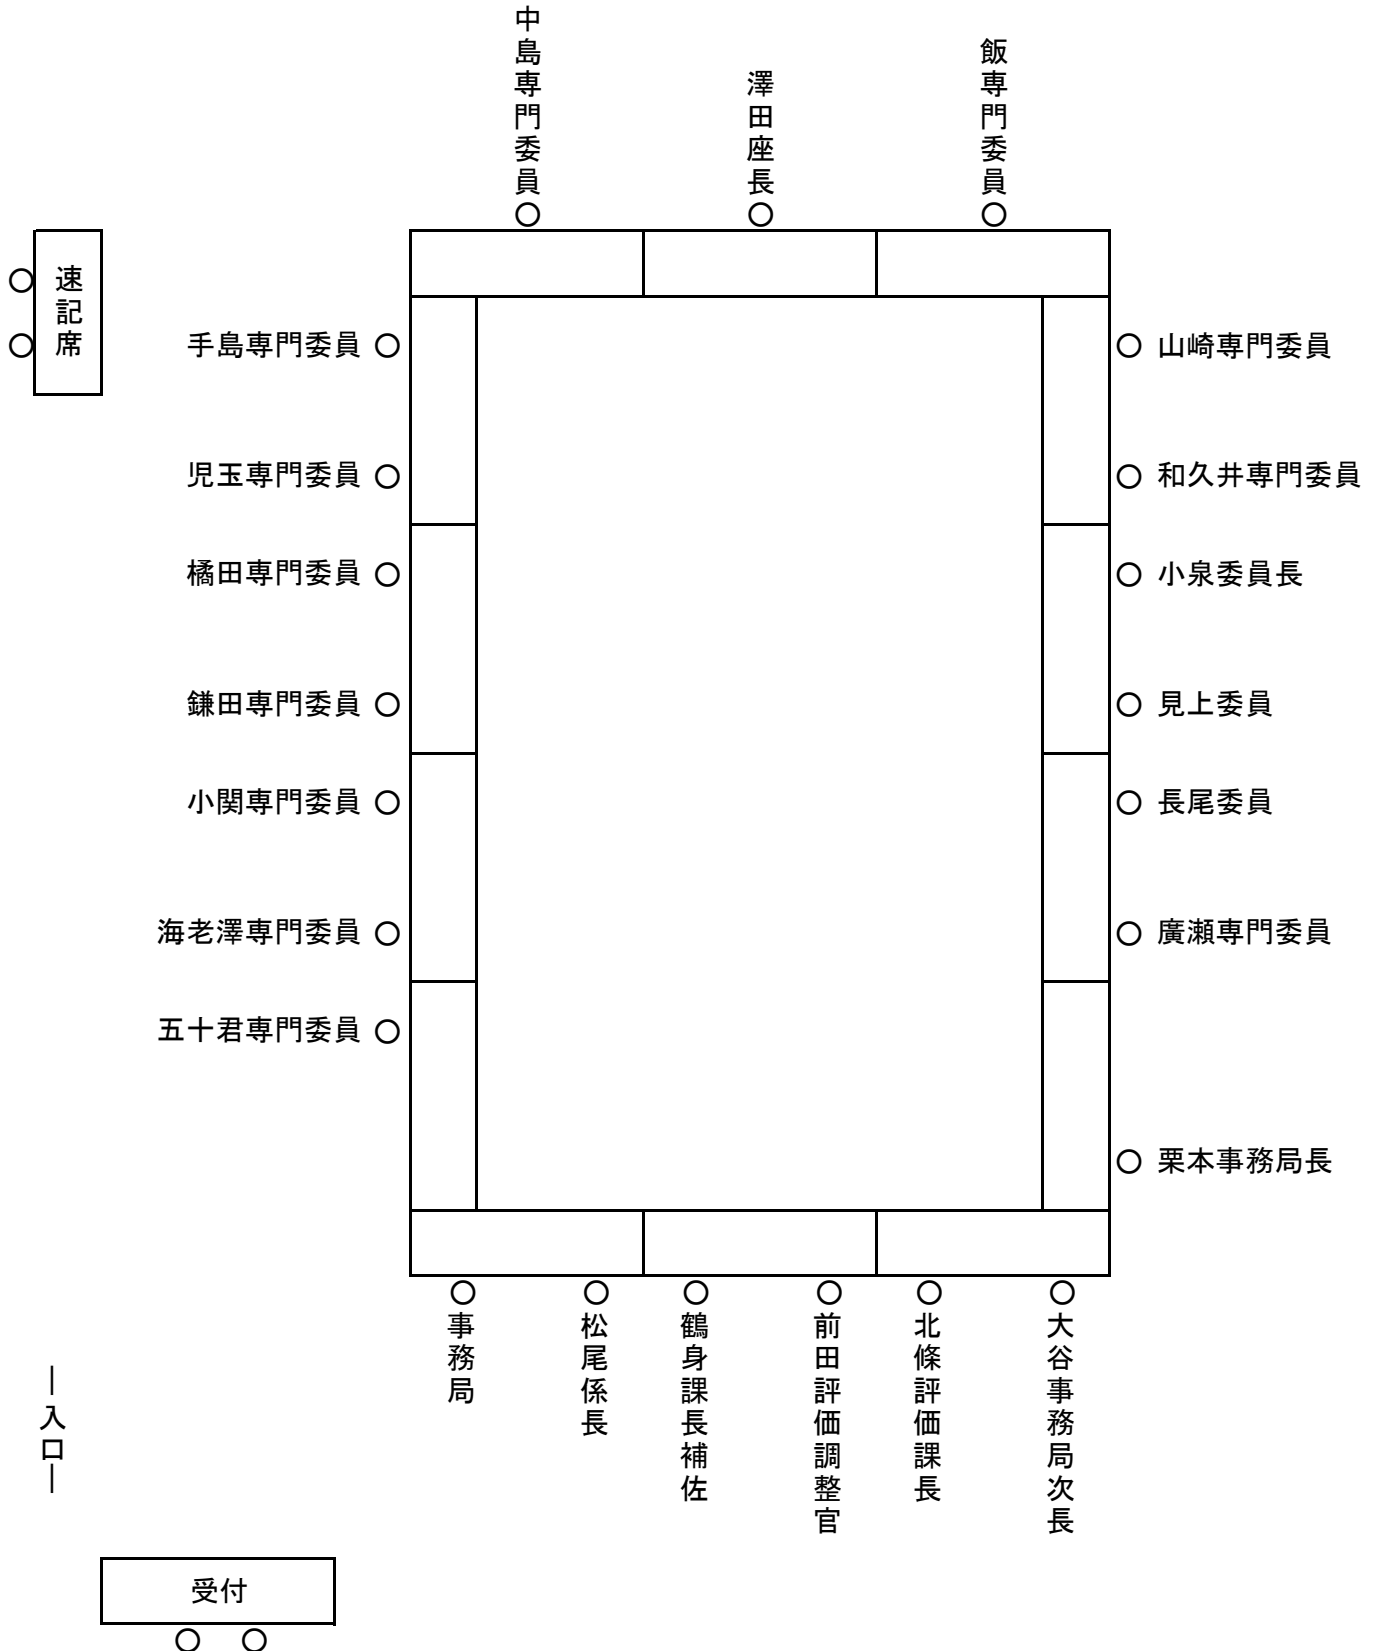 中島専門委員
澤田座長
飯専門委員
速記席
手島専門委員
山崎専門委員
児玉専門委員
和久井専門委員
橘田専門委員
小泉委員長
鎌田専門委員
見上委員
小関専門委員
長尾委員
海老澤専門委員
廣瀬専門委員
五十君専門委員
栗本事務局長
事務局
松尾係長
鶴身課長補佐
前田評価調整官
北條評価課長
大谷事務局次長
―入口―
受付